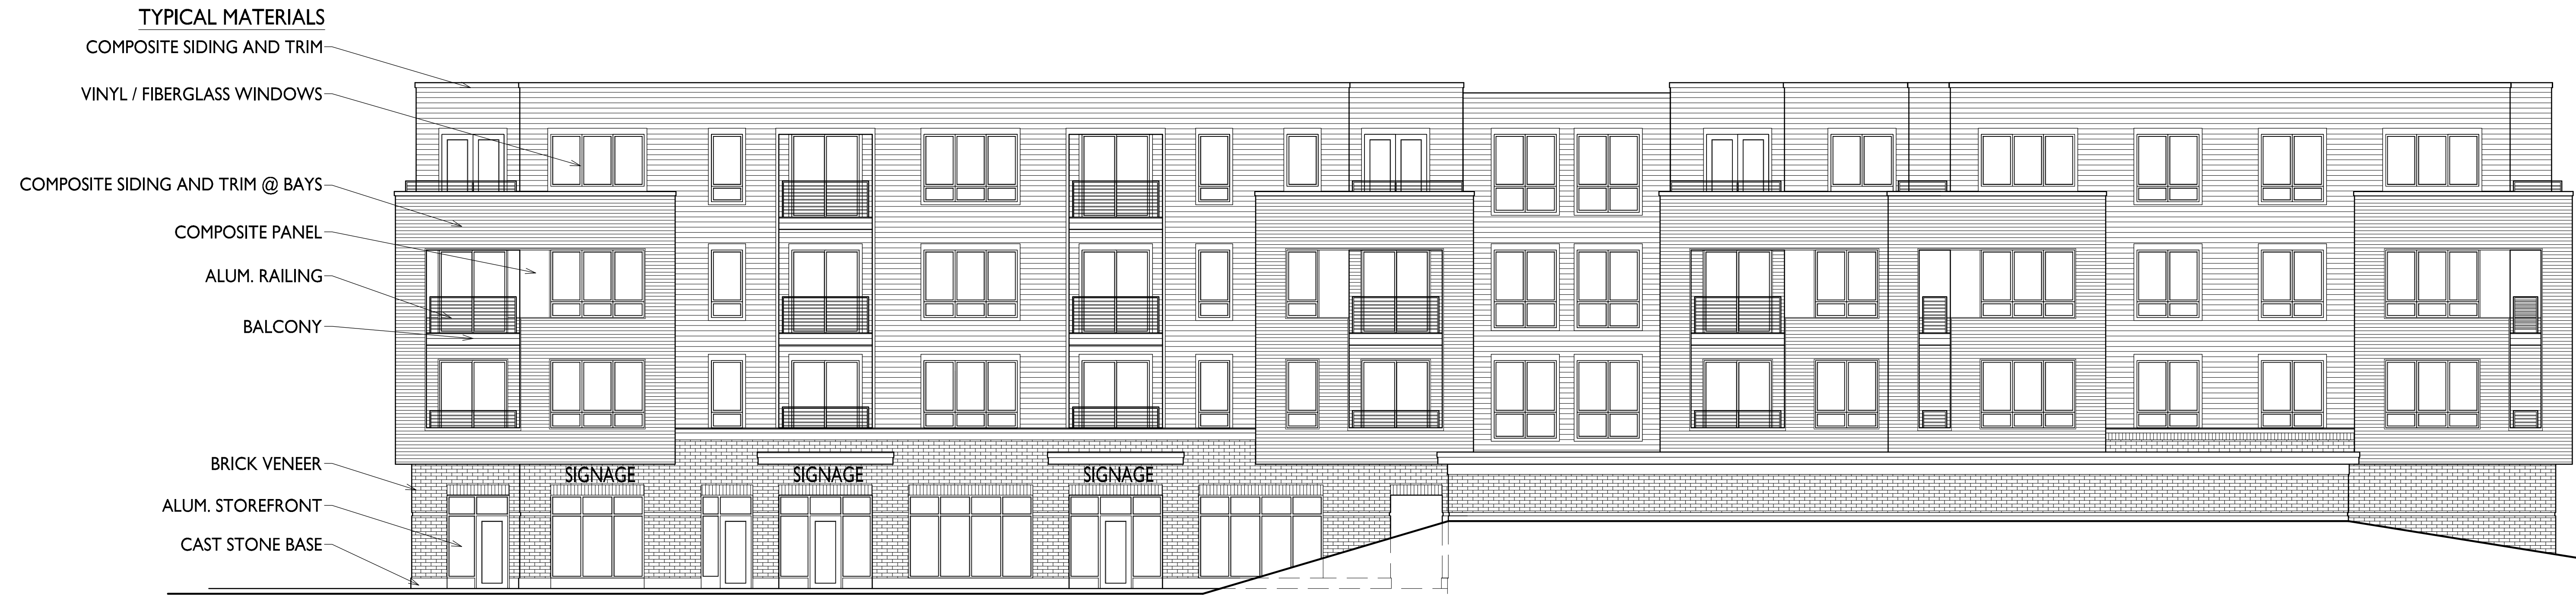 TYPICAL MATERIALS
COMPOSITE SIDING AND TRIM
VINYL / FIBERGLASS WINDOWS
COMPOSITE SIDING AND TRIM @ BAYS
COMPOSITE PANEL
ALUM. RAILING
BALCONY
BRICK VENEER
SIGNAGE
SIGNAGE
SIGNAGE
ALUM. STOREFRONT
CAST STONE BASE